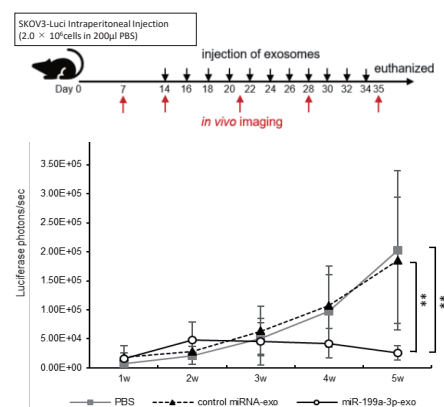 SKOV3-Luci Intraperitoneal Injection
(2.0 × 10⁶cells in 200μl PBS)
injection of exosomes
euthanized
Day 0 7 14 16 18 20 22 24 26 28 30 32 34 35
in vivo imaging
Luciferase photons/sec
3.50E+05
3.00E+05
2.50E+05
2.00E+05
1.50E+05
1.00E+05
5.00E+04
0.00E+00
** **
1w 2w 3w 4w 5w
PBS control miRNA-exo miR-199a-3p-exo